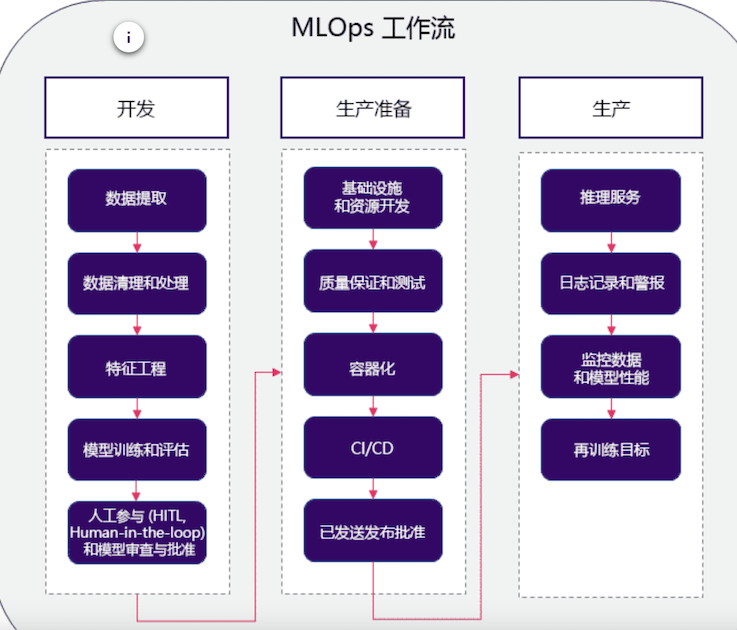 MLOps 工作流
i
开发
生产准备
生产
数据提取
数据清理和处理
特征工程
模型训练和评估
人工参与 (HITL,
Human-in-the-loop)
和模型审查与批准
基础设施
和资源开发
质量保证和测试
容器化
CI/CD
已发送发布批准
推理服务
日志记录和警报
监控数据
和模型性能
再训练目标